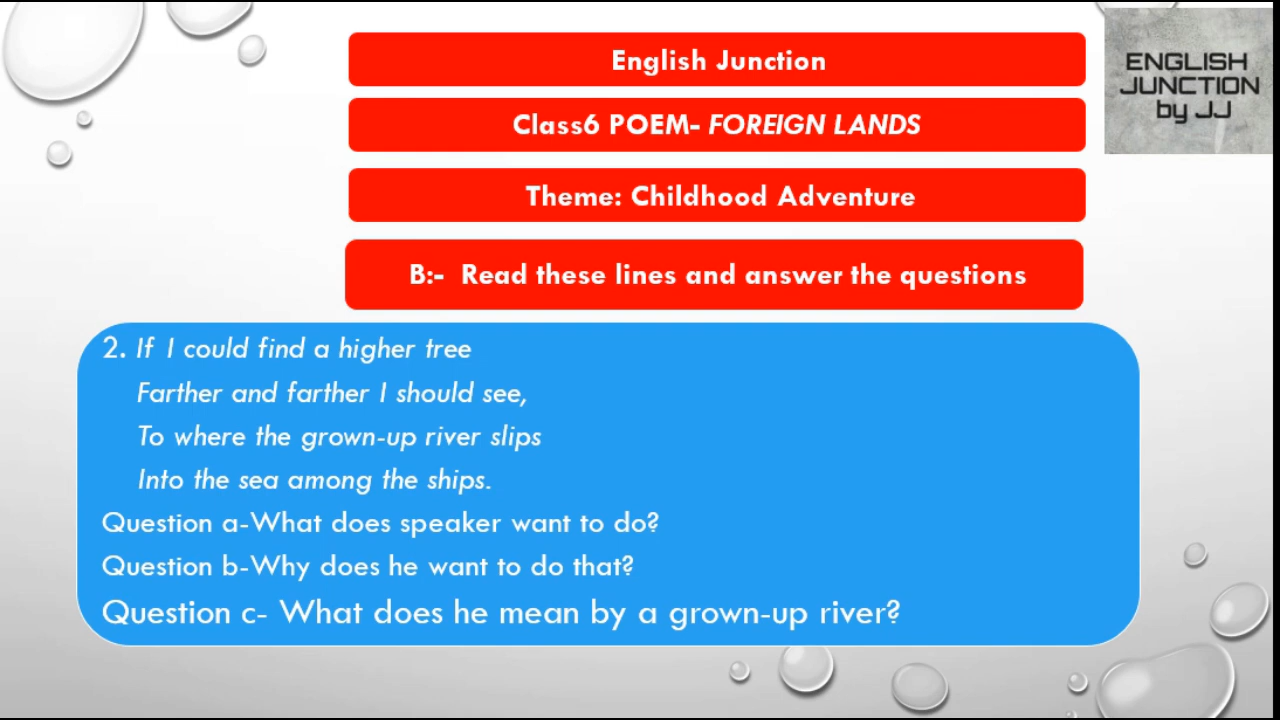 English Junction
ENGLISH
JUNCTION
by JJ
Class6 POEM- FOREIGN LANDS
Theme: Childhood Adventure
B:- Read these lines and answer the questions
2. If I could find a higher tree
Farther and farther I should see,
To where the grown-up river slips
Into the sea among the ships.
Question a-What does speaker want to do?
Question b-Why does he want to do that?
Question c- What does he mean by a grown-up river?